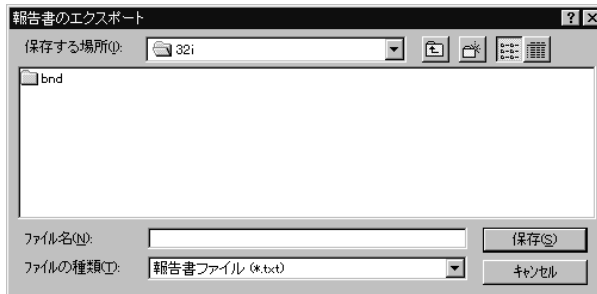 報告書のエクスポート
保存する場所(I): 32i
bnd
ファイル名(N): 保存(S)
ファイルの種類(T): 報告書ファイル (*.txt) キャンセル